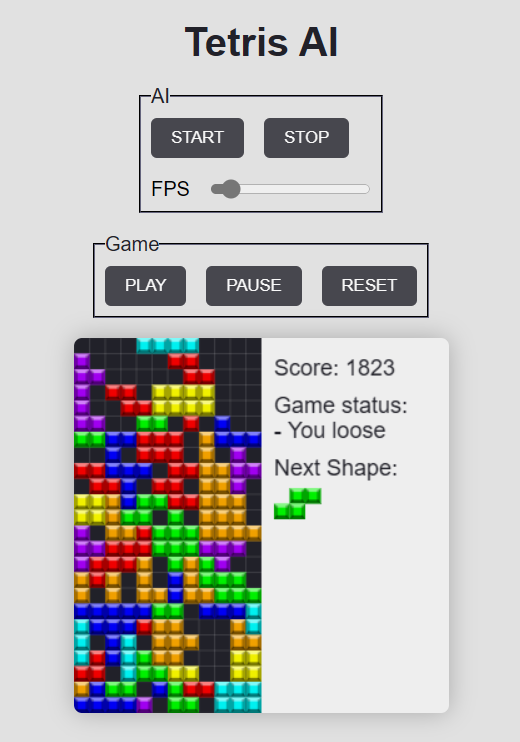 Tetris AI
AI
START STOP
FPS
Game
PLAY PAUSE RESET
Score: 1823
Game status:
- You loose
Next Shape: